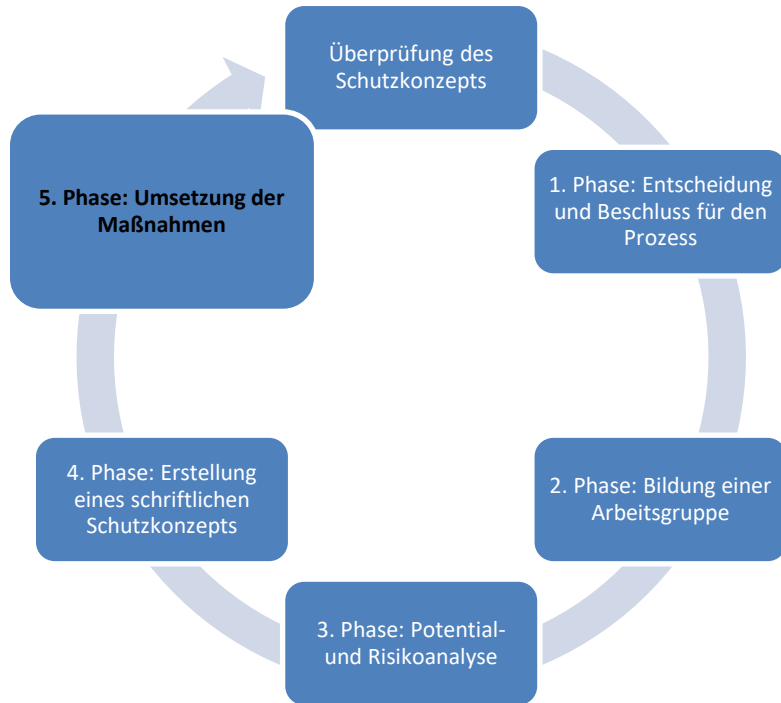 Überprüfung des
Schutzkonzepts
1. Phase: Entscheidung
und Beschluss für den
Prozess
2. Phase: Bildung einer
Arbeitsgruppe
3. Phase: Potential-
und Risikoanalyse
4. Phase: Erstellung
eines schriftlichen
Schutzkonzepts
5. Phase: Umsetzung der
Maßnahmen